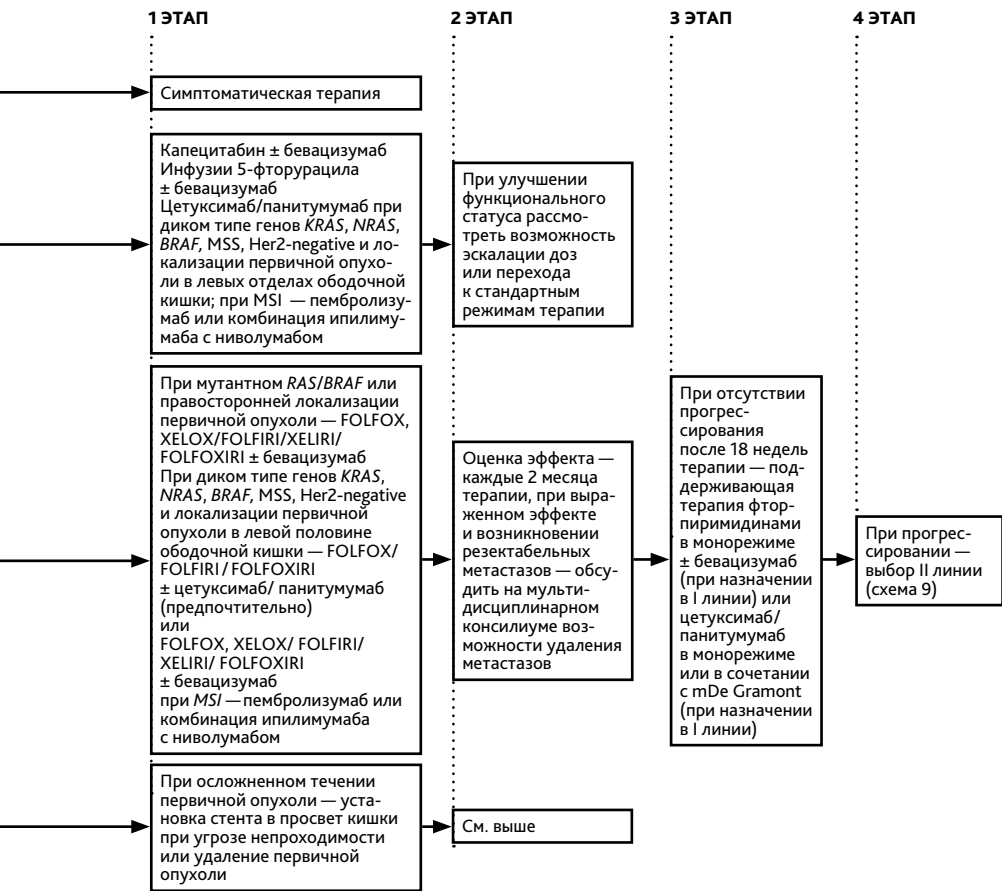 1 ЭТАП
2 ЭТАП
3 ЭТАП
4 ЭТАП
Симптоматическая терапия
Капецитабин ± бевацизумаб
Инфузии 5-фторурацила
± бевацизумаб
Цетуксимаб/панитумумаб при
диком типе генов KRAS, NRAS,
BRAF, MSS, Her2-negative и ло-
кализации первичной опухо-
ли в левых отделах ободочной
кишки; при MSI — пембролизу-
маб или комбинация ипилиму-
маба с ниволумабом
При улучшении
функционального
статуса рассмо-
треть возможность
эскалации доз
или перехода
к стандартным
режимам терапии
При мутантном RAS/BRAF или
правосторонней локализации
первичной опухоли — FOLFOX,
XELOX/FOLFIRI/XELIRI/
FOLFOXIRI ± бевацизумаб
При диком типе генов KRAS,
NRAS, BRAF, MSS, Her2-negative
и локализации первичной
опухоли в левой половине
ободочной кишки — FOLFOX/
FOLFIRI / FOLFOXIRI
± цетуксимаб/ панитумумаб
(предпочтительно)
или
FOLFOX, XELOX/ FOLFIRI/
XELIRI/ FOLFOXIRI
± бевацизумаб
при MSI — пембролизумаб или
комбинация ипилимумаба
с ниволумабом
Оценка эффекта —
каждые 2 месяца
терапии, при выра-
женном эффекте
и возникновении
резектабельных
метастазов — обсу-
дить на мульти-
дисциплинарном
консилиуме воз-
можности удаления
метастазов
При отсутствии
прогрес-
сирования
после 18 недель
терапии — под-
держивающая
терапия фтор-
пиримидинами
в монорежиме
± бевацизумаб
(при назначении
в I линии) или
цетуксимаб/
панитумумаб
в монорежиме
или в сочетании
с mDe Gramont
(при назначении
в I линии)
При прогрес-
сировании —
выбор II линии
(схема 9)
При осложненном течении
первичной опухоли — уста-
новка стента в просвет кишки
при угрозе непроходимости
или удаление первичной
опухоли
См. выше